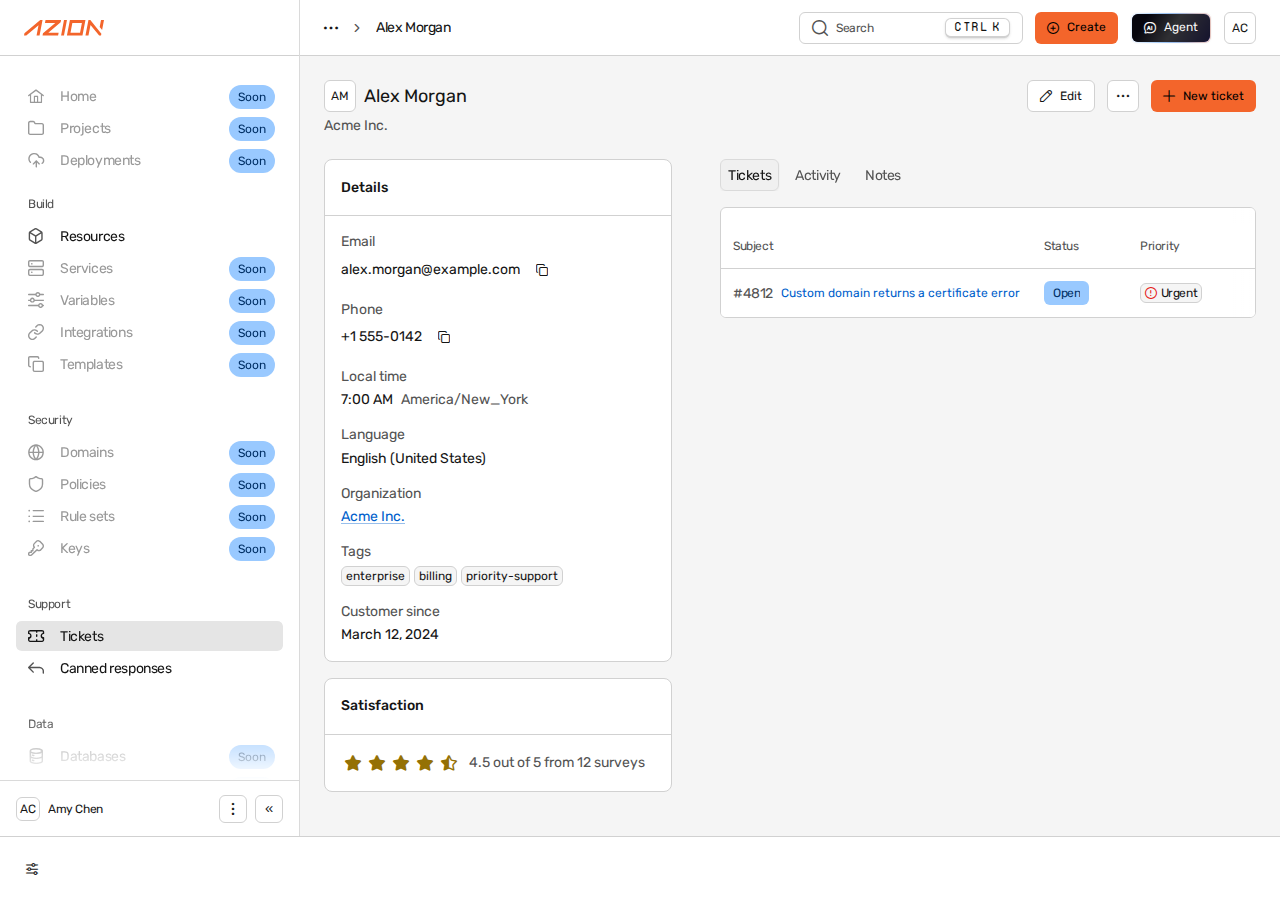 AZION
Alex Morgan
Search
CTRL K
Create
Agent
AC
Home
Soon
Projects
Soon
Deployments
Soon
Build
Resources
Services
Soon
Variables
Soon
Integrations
Soon
Templates
Soon
Security
Domains
Soon
Policies
Soon
Rule sets
Soon
Keys
Soon
Support
Tickets
Canned responses
Data
Databases
Soon
AC
Amy Chen
AM
Alex Morgan
Acme Inc.
Edit
New ticket
Details
Email
alex.morgan@example.com
Phone
+1 555-0142
Local time
7:00 AM America/New_York
Language
English (United States)
Organization
Acme Inc.
Tags
enterprise billing priority-support
Customer since
March 12, 2024
Satisfaction
4.5 out of 5 from 12 surveys
Tickets Activity Notes
Subject Status Priority
#4812 Custom domain returns a certificate error Open Urgent